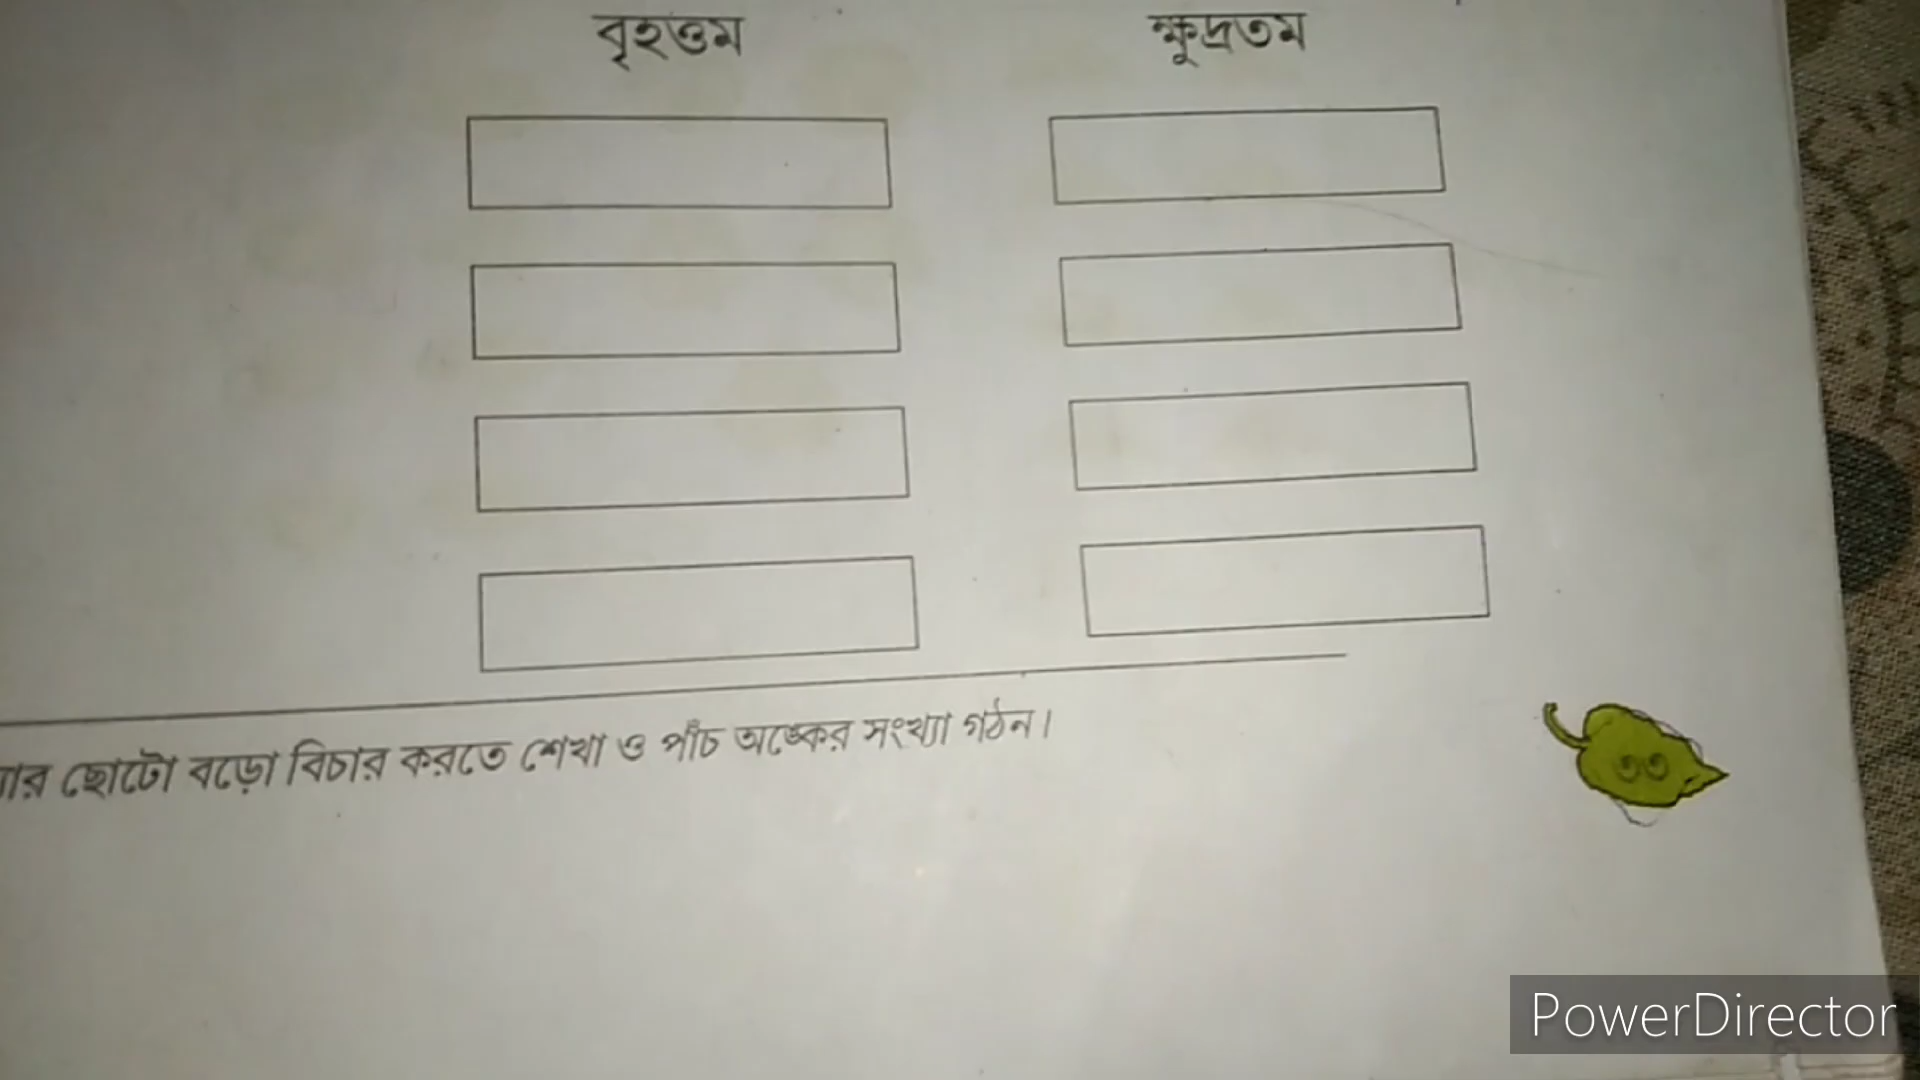 বৃহত্তম ক্ষুদ্রতম
ছোটো বড়ো বিচার করতে শেখা ও পাঁচ অঙ্কের সংখ্যা গঠন।
৩৩
PowerDirector